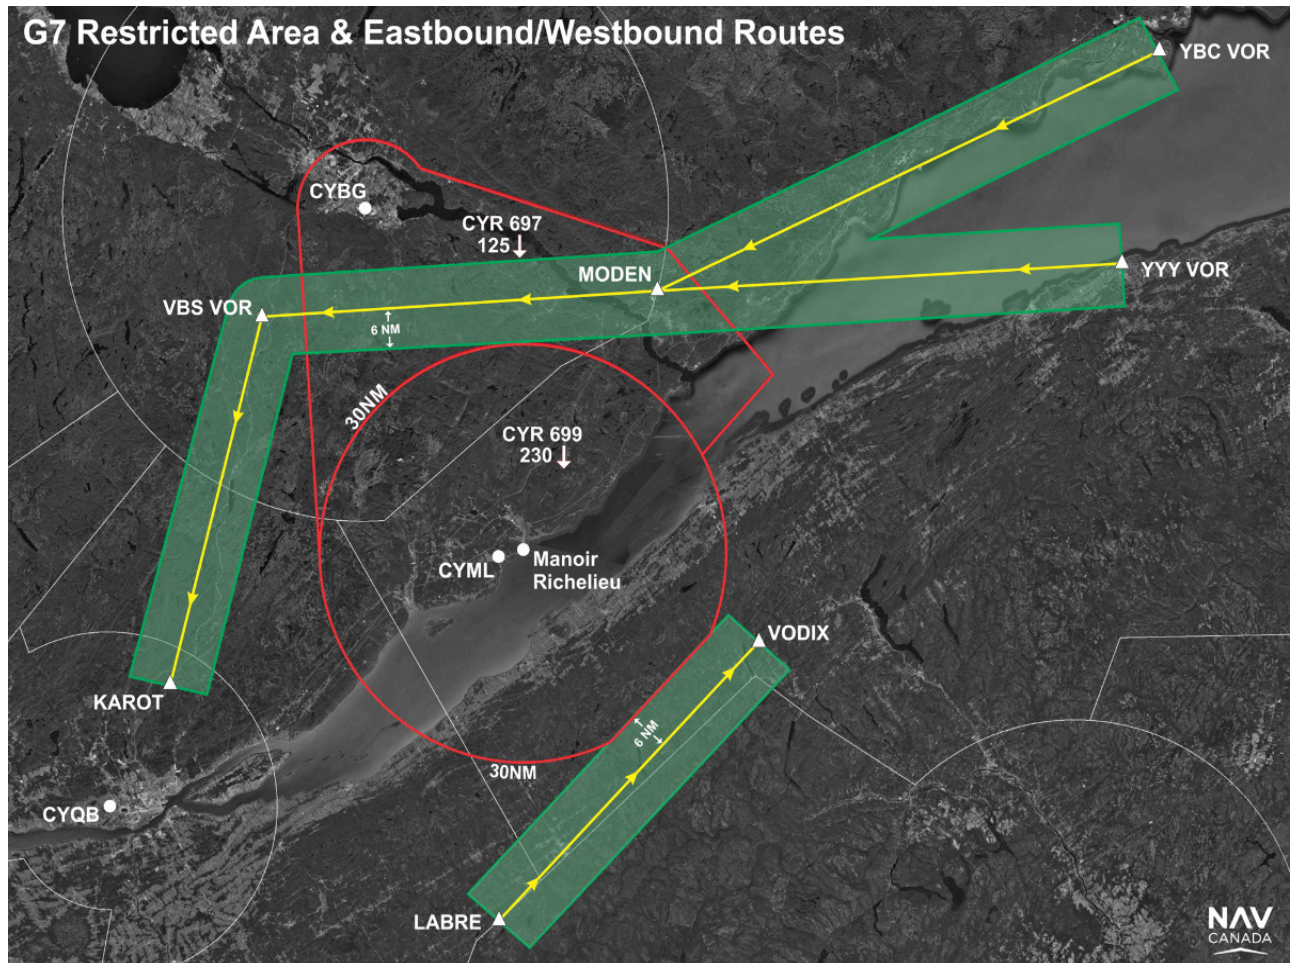 G7 Restricted Area & Eastbound/Westbound Routes
YBC VOR
CYBG
CYR 697
125
MODEN
YYY VOR
VBS VOR
6 NM
30NM
CYR 699
230
CYML
Manoir
Richelieu
VODIX
KAROT
6 NM
30NM
CYQB
LABRE
NAV
CANADA